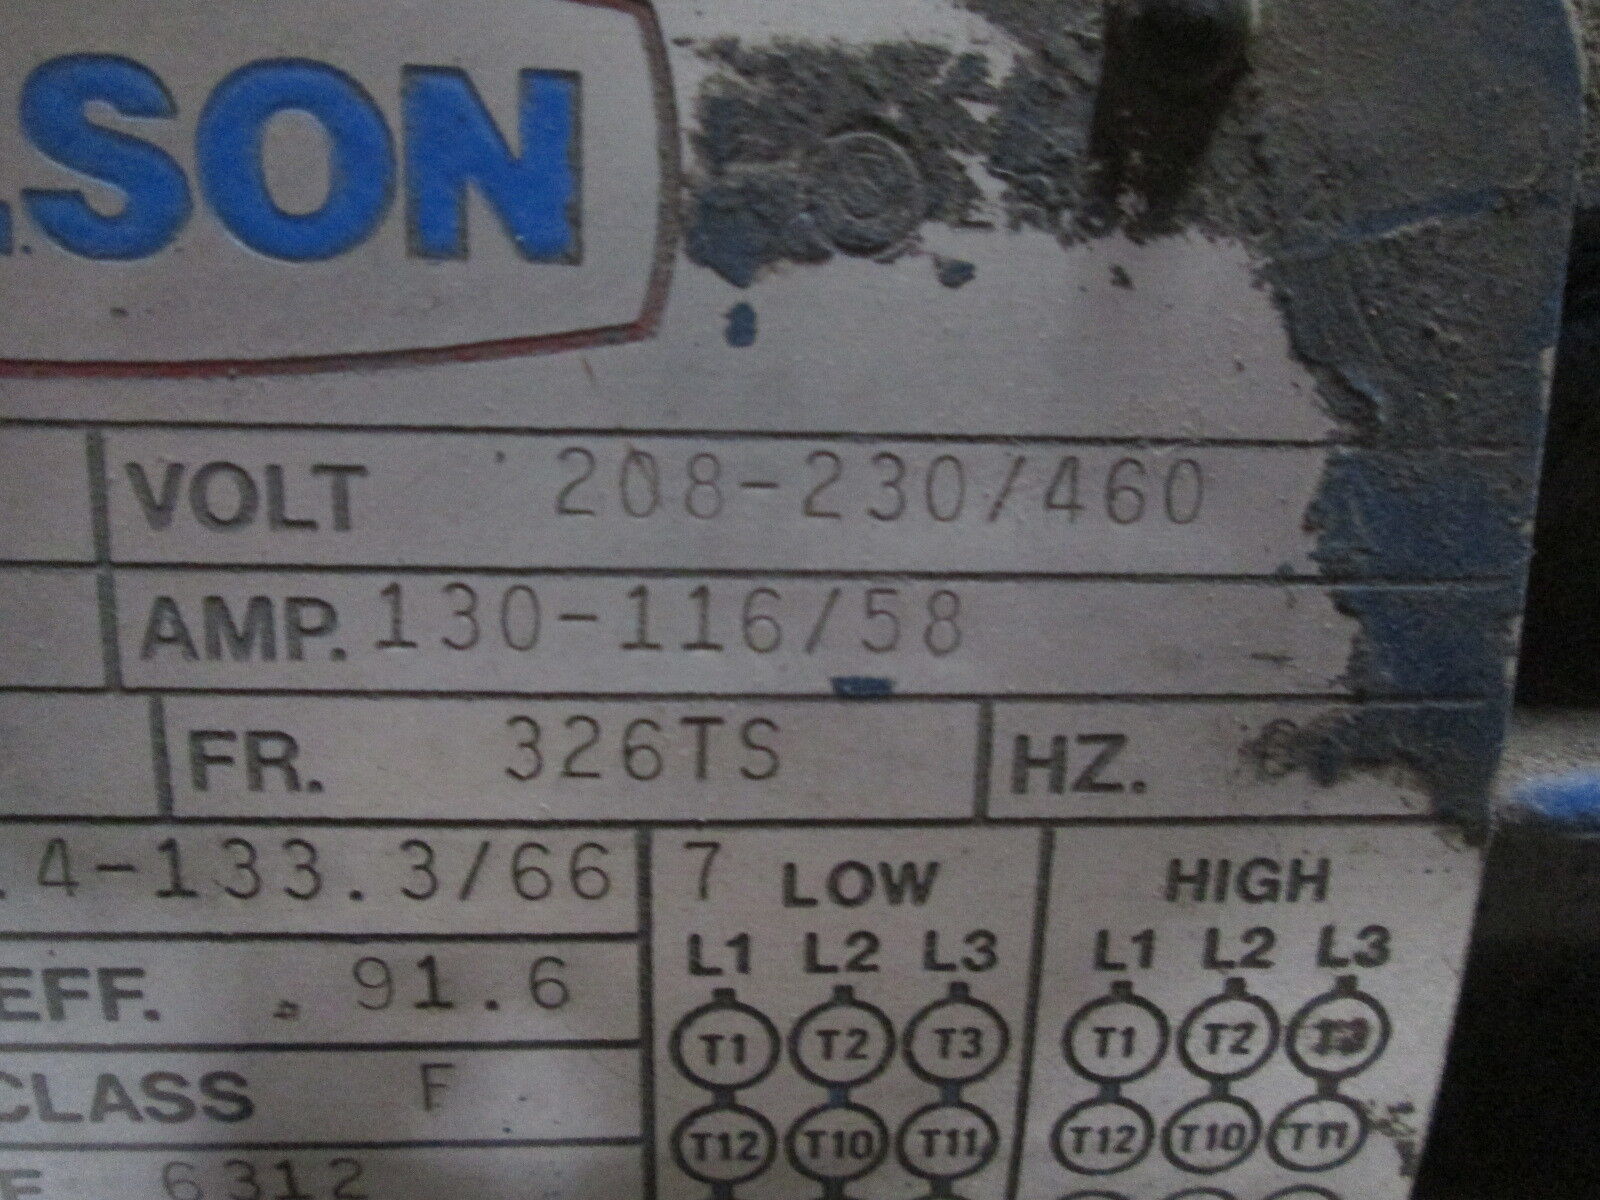 .SON
VOLT 208-230/460
AMP. 130-116/58
FR. 326TS HZ. 6
.4-133.3/66 7 LOW HIGH
L1 L2 L3 L1 L2 L3
EFF. 91.6
T1 T2 T3 T1 T2 T3
CLASS F
T12 T10 T11 T12 T10 T11
6312